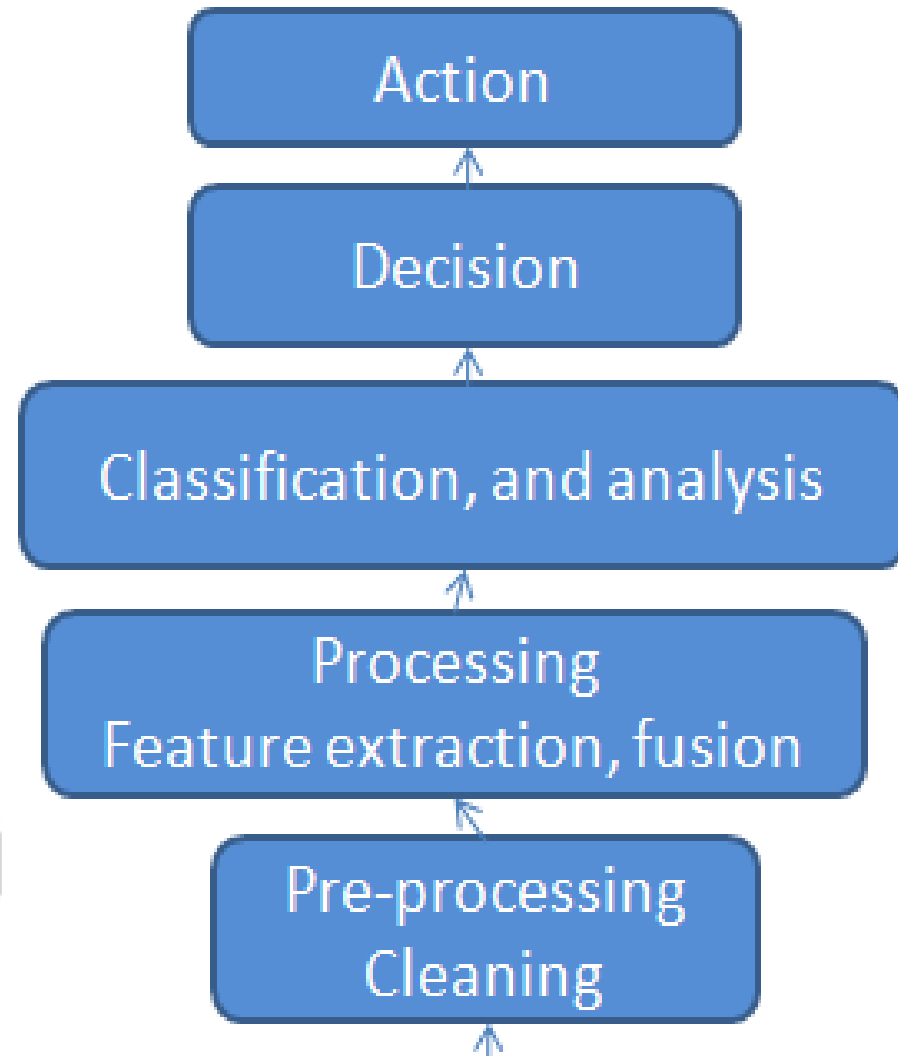 Action
Decision
Classification, and analysis
Processing
Feature extraction, fusion
Pre-processing
Cleaning